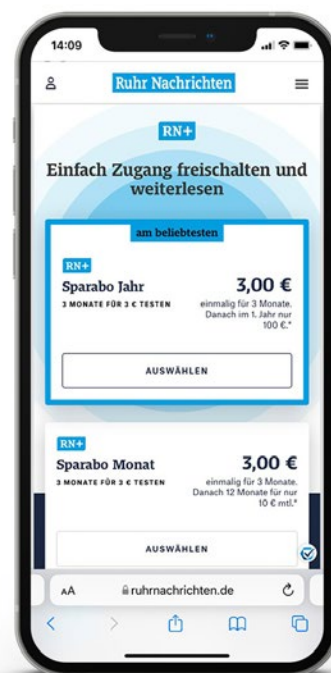 14:09
Ruhr Nachrichten
RN+
Einfach Zugang freischalten und
weiterlesen
am beliebtesten
RN+
Sparabo Jahr
3,00 €
3 MONATE FÜR 3 € TESTEN
einmalig für 3 Monate.
Danach im 1. Jahr nur
100 €.*
AUSWÄHLEN
RN+
Sparabo Monat
3,00 €
3 MONATE FÜR 3 € TESTEN
einmalig für 3 Monate.
Danach 12 Monate für nur
10 € mtl.*
AUSWÄHLEN
AA
ruhrnachrichten.de